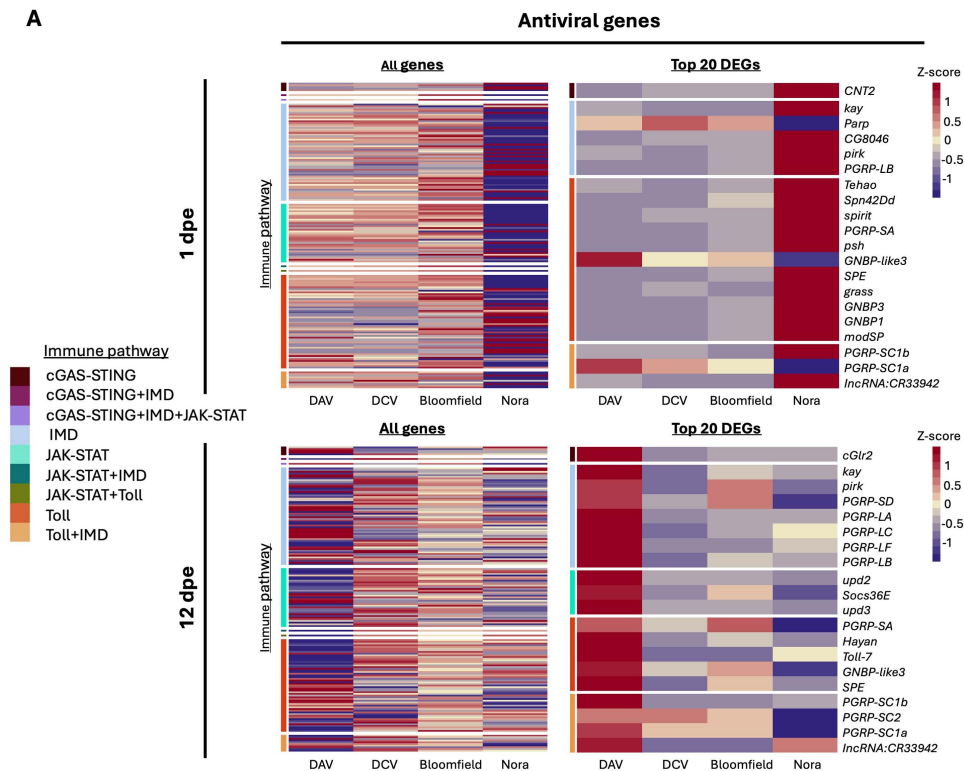 A
Antiviral genes
All genes
Top 20 DEGs
Z-score
1
0.5
0
-0.5
-1
CNT2
kay
Parp
CG8046
pirk
PGRP-LB
Tehao
Spn42Dd
spirit
PGRP-SA
psh
GNBP-like3
SPE
grass
GNBP3
GNBP1
modSP
PGRP-SC1b
PGRP-SC1a
lncRNA:CR33942
1 dpe
Immune pathway
DAV DCV Bloomfield Nora
DAV DCV Bloomfield Nora
Immune pathway
cGAS-STING
cGAS-STING+IMD
cGAS-STING+IMD+JAK-STAT
IMD
JAK-STAT
JAK-STAT+IMD
JAK-STAT+Toll
Toll
Toll+IMD
All genes
Top 20 DEGs
Z-score
1
0.5
0
-0.5
-1
cGlr2
kay
pirk
PGRP-SD
PGRP-LA
PGRP-LC
PGRP-LF
PGRP-LB
upd2
Socs36E
upd3
PGRP-SA
Hayan
Toll-7
GNBP-like3
SPE
PGRP-SC1b
PGRP-SC2
PGRP-SC1a
lncRNA:CR33942
12 dpe
Immune pathway
DAV DCV Bloomfield Nora
DAV DCV Bloomfield Nora